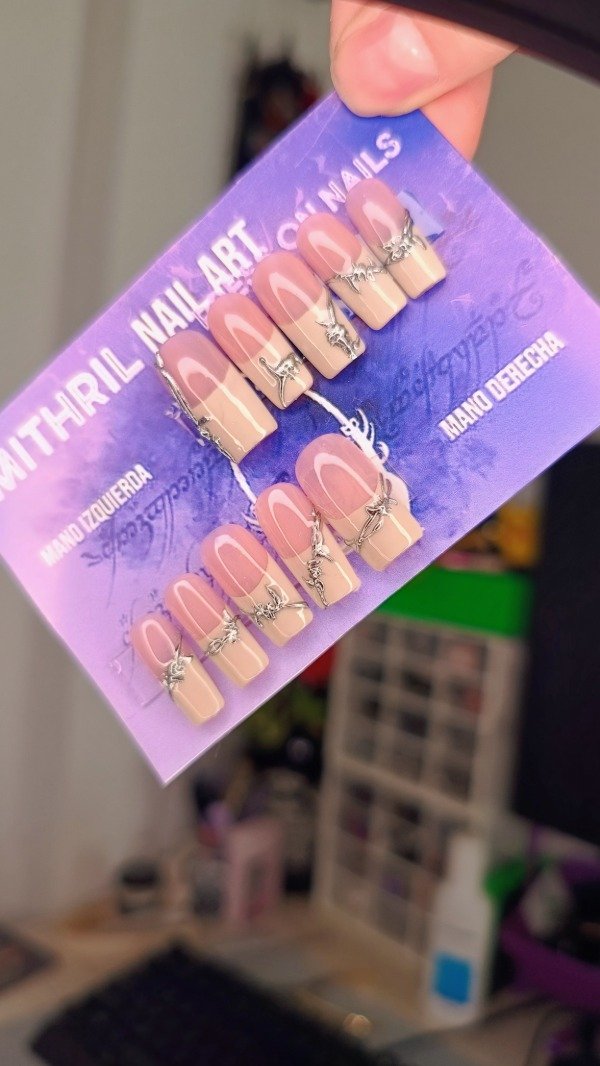 MITHRIL NAIL ART
ON NAILS
MANO IZQUIERDA
MANO DERECHA